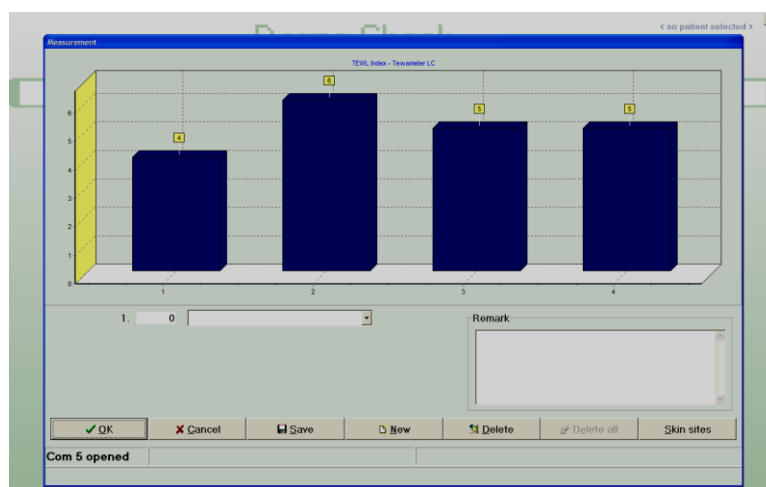 < no patient selected >
Measurement
TEWL Index - Tewameter LC
6
5
4
3
2
1
0
4
6
5
5
1
2
3
4
1. 0
Remark
OK Cancel Save New Delete Delete all Skin sites
Com 5 opened